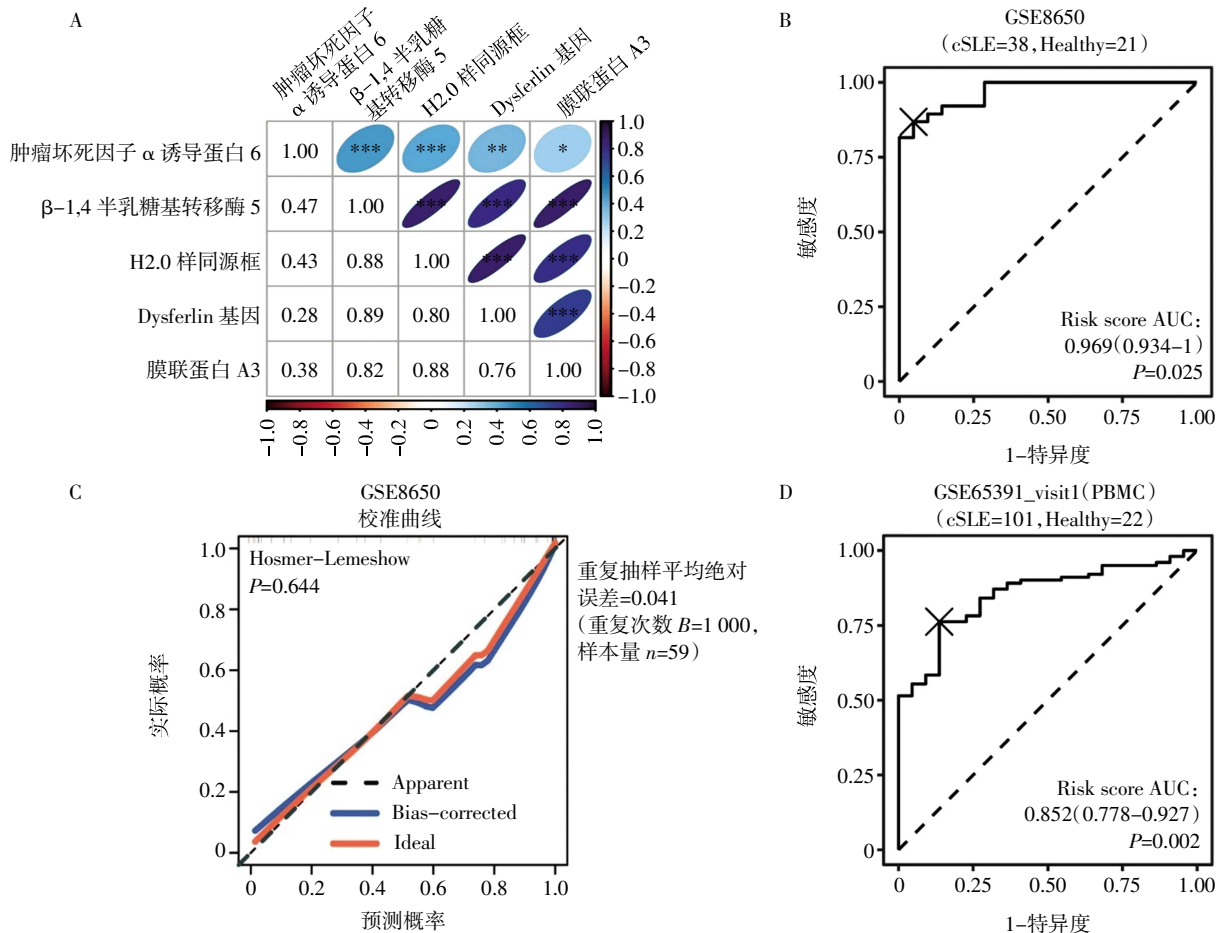 A
肿瘤坏死因子
α 诱导蛋白 6
β-1,4 半乳糖
基转移酶 5
H2.0 样同源框
Dysferlin 基因
膜联蛋白 A3
肿瘤坏死因子 α 诱导蛋白 6 1.00 *** *** ** *
β-1,4 半乳糖基转移酶 5 0.47 1.00 *** *** ***
H2.0 样同源框 0.43 0.88 1.00 *** ***
Dysferlin 基因 0.28 0.89 0.80 1.00 ***
膜联蛋白 A3 0.38 0.82 0.88 0.76 1.00
1.0
0.8
0.6
0.4
0.2
0
-0.2
-0.4
-0.6
-0.8
-1.0
-1.0 -0.8 -0.6 -0.4 -0.2 0 0.2 0.4 0.6 0.8 1.0
B
GSE8650
(cSLE=38,Healthy=21)
敏感度
1.00
0.75
0.50
0.25
0
Risk score AUC:
0.969(0.934-1)
P=0.025
0 0.25 0.50 0.75 1.00
1-特异度
C
GSE8650
校准曲线
实际概率
1.0
0.8
0.6
0.4
0.2
0
Hosmer-Lemeshow
P=0.644
Apparent
Bias-corrected
Ideal
0 0.2 0.4 0.6 0.8 1.0
预测概率
重复抽样平均绝对
误差=0.041
(重复次数 B=1 000,
样本量 n=59)
D
GSE65391_visit1(PBMC)
(cSLE=101,Healthy=22)
敏感度
1.00
0.75
0.50
0.25
0
Risk score AUC:
0.852(0.778-0.927)
P=0.002
0 0.25 0.50 0.75 1.00
1-特异度